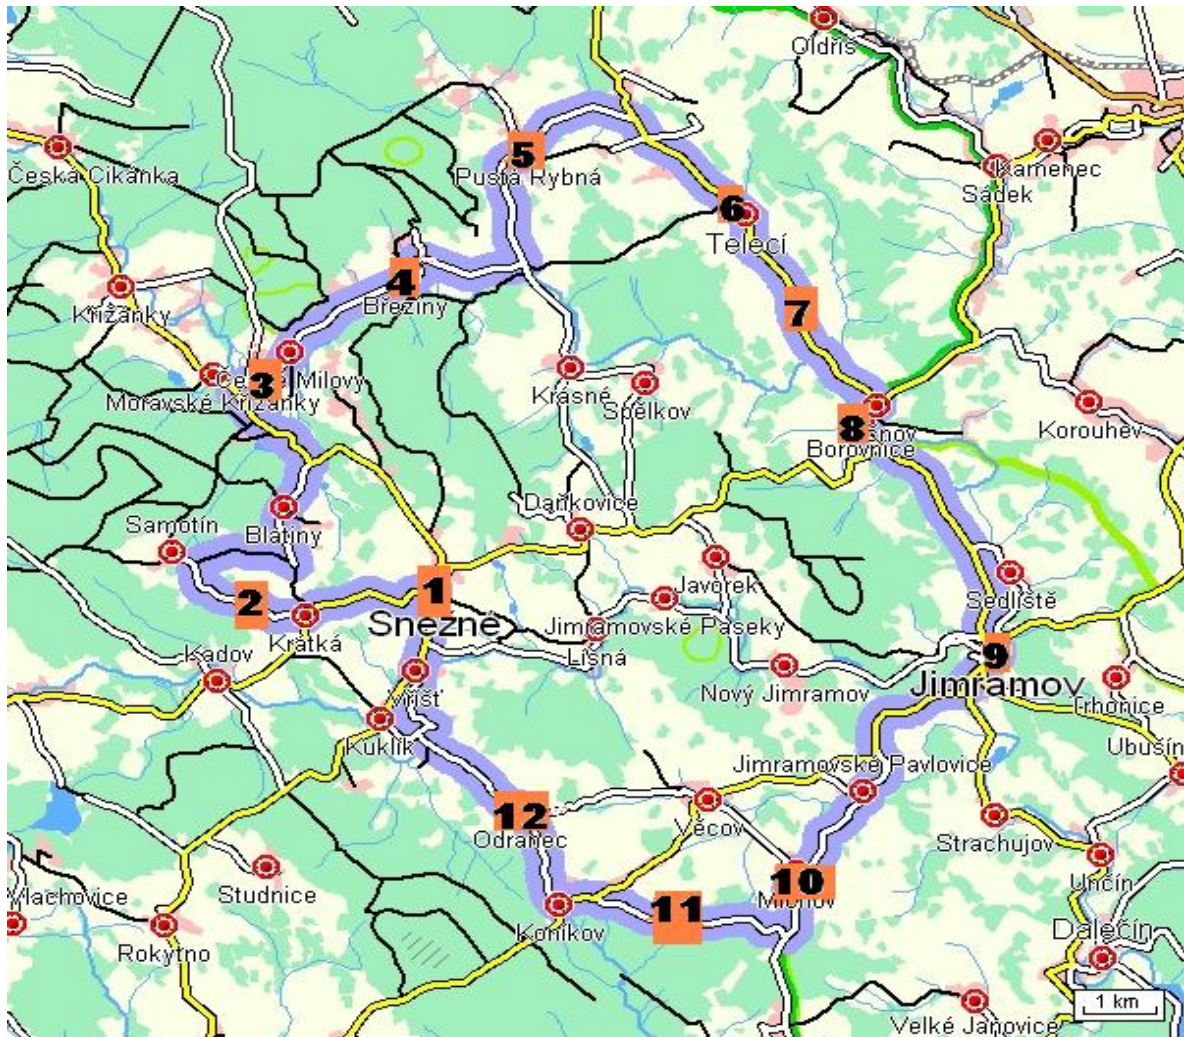 Oldřiš
Česká Cikánka
5
Pustá Rybná
Kamenec
Sádek
6
Telecí
4
Březiny
Křižánky
7
3
České Milovy
Moravské Křižánky
Krásné
Spělkov
8
Borovnice
Korouhev
Samotín
Blatiny
Daňkovice
Javorek
Sedliště
2
1
Krátká
Sněžné
Jimramovské Paseky
Líšná
Kadov
9
Nový Jimramov
Jimramov
Trhonice
Vříšť
Kuklík
Ubušín
Jimramovské Pavlovice
12
Odranec
Věcov
Strachujov
Unčín
Studnice
Vlachovice
10
11
Koníkov
Rokytno
Dalečín
1 km
Velké Janovice